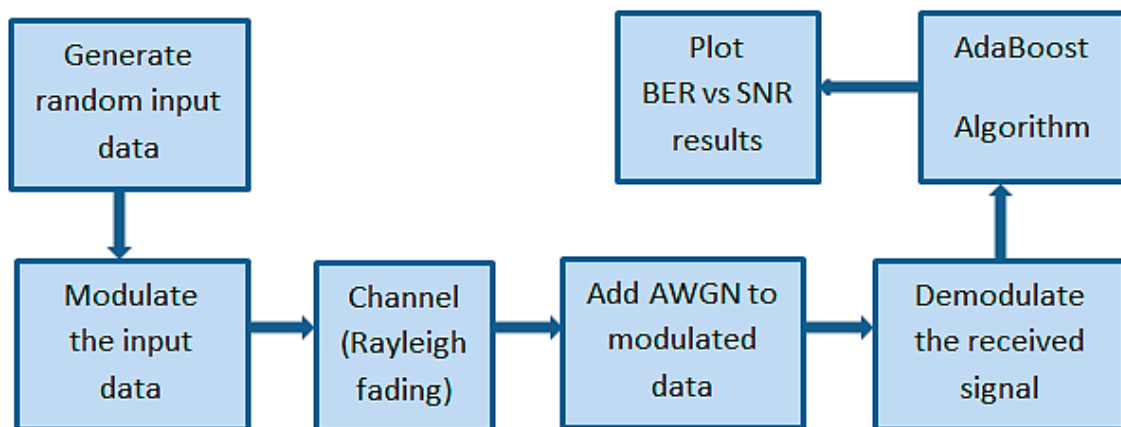 Generate
random input
data
Modulate
the input
data
Channel
(Rayleigh
fading)
Add AWGN to
modulated
data
Demodulate
the received
signal
AdaBoost
Algorithm
Plot
BER vs SNR
results